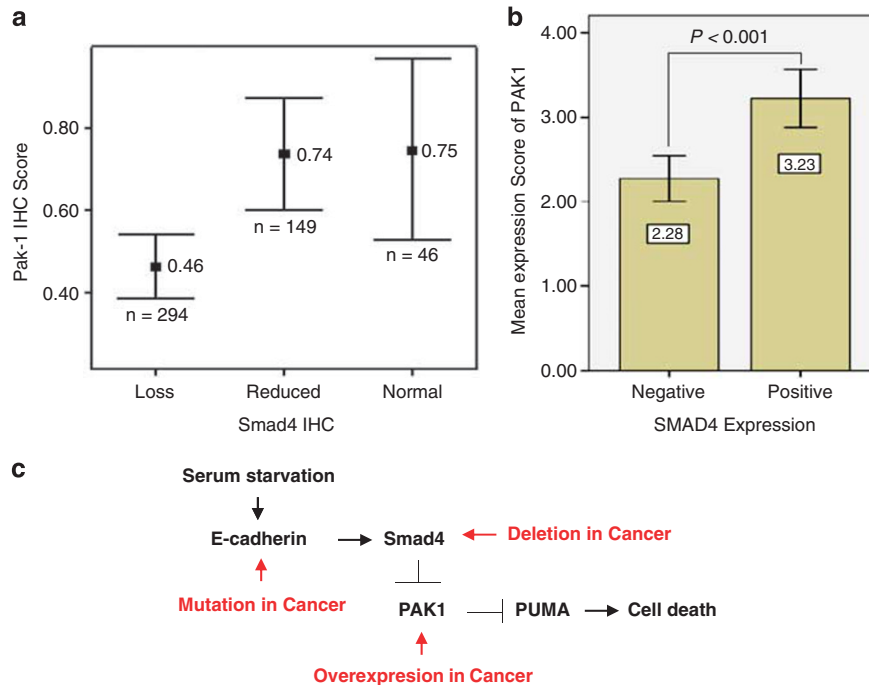 a
Pak-1 IHC Score
0.80
0.60
0.40
0.46
n = 294
0.74
n = 149
0.75
n = 46
Loss Reduced Normal
Smad4 IHC
b
Mean expression Score of PAK1
4.00
3.00
2.00
1.00
0.00
P < 0.001
2.28
3.23
Negative Positive
SMAD4 Expression
c
Serum starvation
E-cadherin Smad4 Deletion in Cancer
Mutation in Cancer PAK1 PUMA Cell death
Overexpresion in Cancer